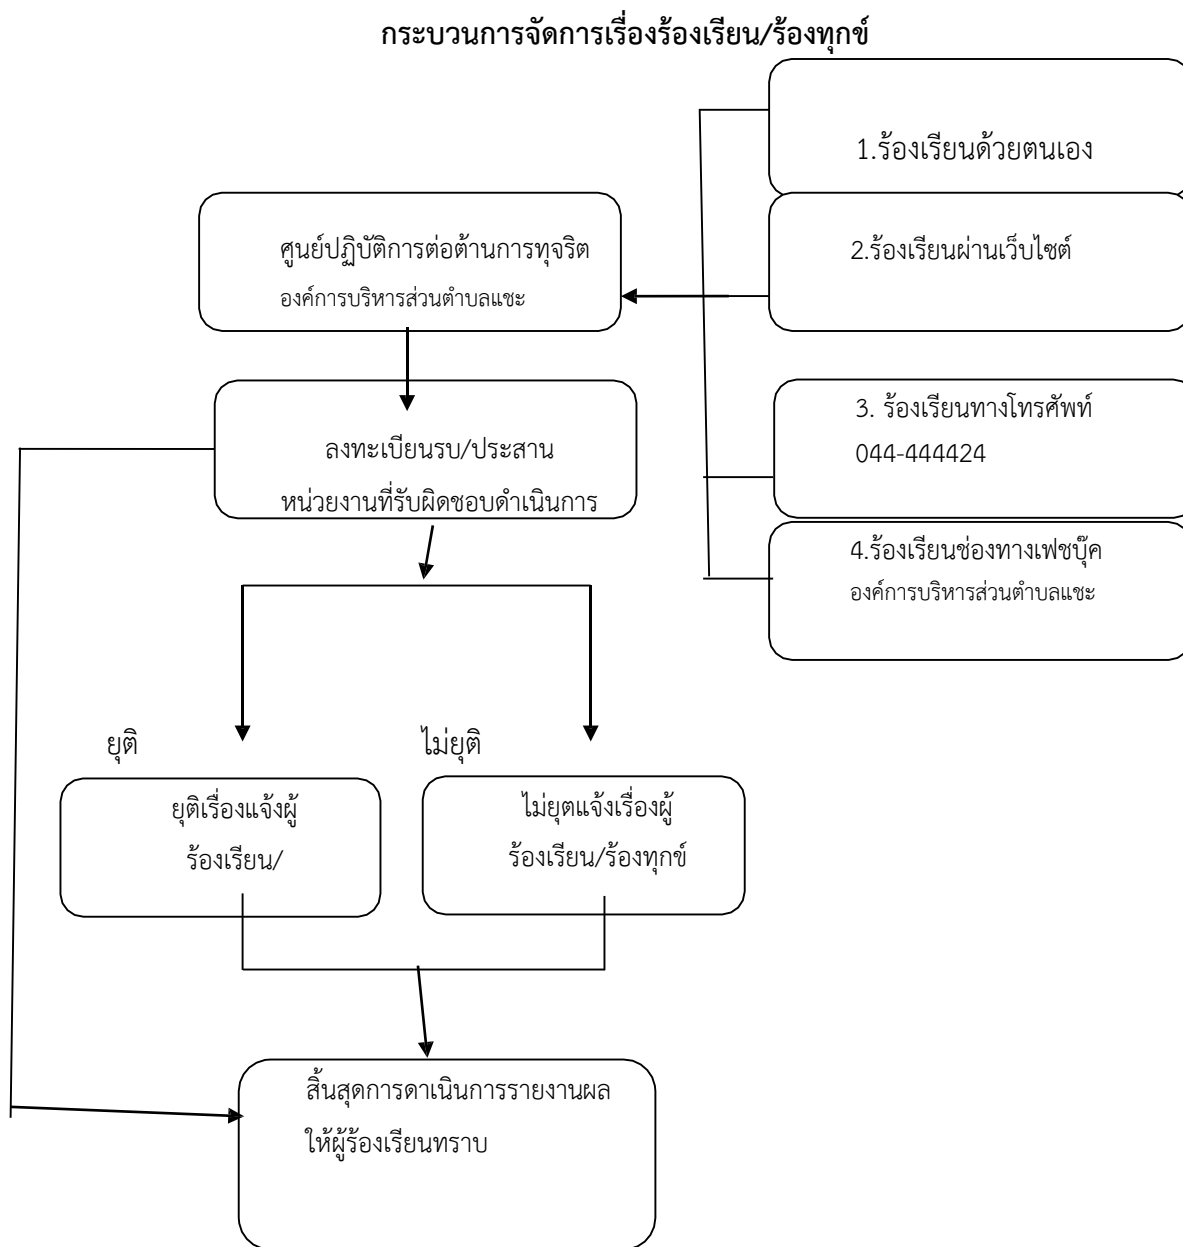 กระบวนการจัดการเรื่องร้องเรียน/ร้องทุกข์
1.ร้องเรียนด้วยตนเอง
2.ร้องเรียนผ่านเว็บไซต์
ศูนย์ปฏิบัติการต่อต้านการทุจริต
องค์การบริหารส่วนตำบลแชะ
3. ร้องเรียนทางโทรศัพท์
044-444424
ลงทะเบียนรบ/ประสาน
หน่วยงานที่รับผิดชอบดำเนินการ
4.ร้องเรียนช่องทางเฟชบุ๊ค
องค์การบริหารส่วนตำบลแชะ
ยุติ
ไม่ยุติ
ยุติเรื่องแจ้งผู้
ร้องเรียน/
ไม่ยุตแจ้งเรื่องผู้
ร้องเรียน/ร้องทุกข์
สิ้นสุดการดาเนินการรายงานผล
ให้ผู้ร้องเรียนทราบ